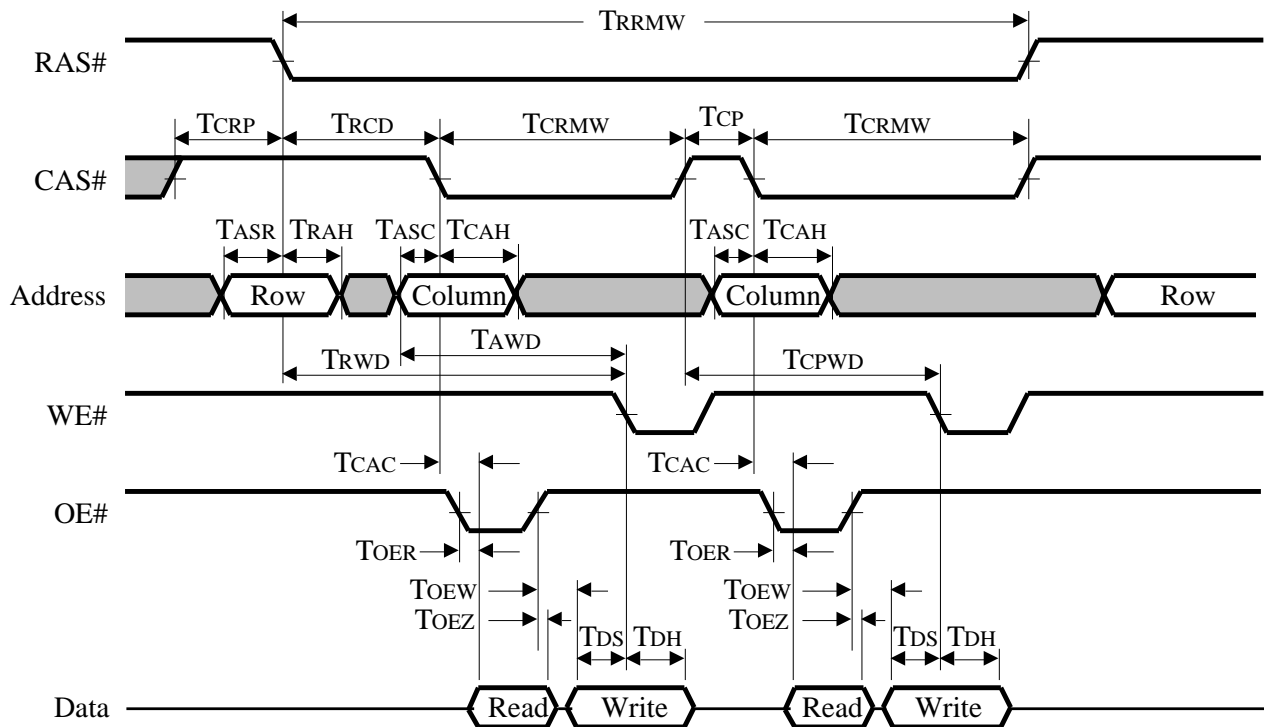 TRRMW
RAS#
TCRP TRCD TCRMW TCP TCRMW
CAS#
TASR TRAH TASC TCAH TASC TCAH
Address Row Column Column Row
TAWD
TRWD TCPWD
WE#
TCAC TCAC
OE#
TOER TOER
TOEW TOEW
TOEZ TOEZ
TDS TDH TDS TDH
Data Read Write Read Write